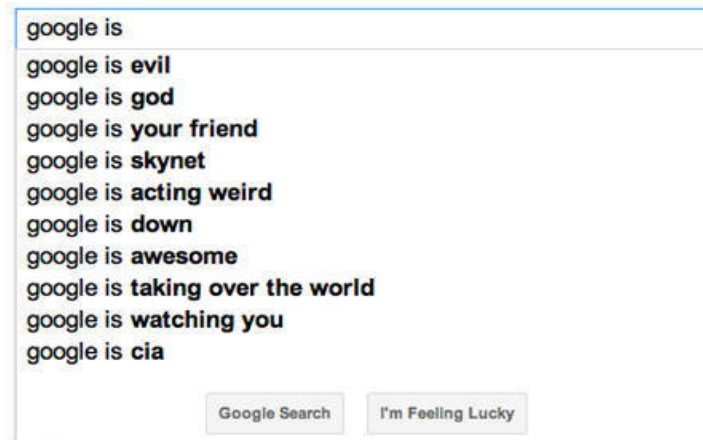 google is
google is evil
google is god
google is your friend
google is skynet
google is acting weird
google is down
google is awesome
google is taking over the world
google is watching you
google is cia
Google Search I'm Feeling Lucky